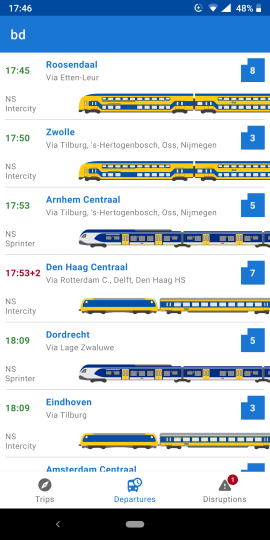 17:46 48%
bd
17:45 Roosendaal 8
Via Etten-Leur
NS
Intercity
17:50 Zwolle 3
Via Tilburg, 's-Hertogenbosch, Oss, Nijmegen
NS
Intercity
17:53 Arnhem Centraal 5
Via Tilburg, 's-Hertogenbosch, Oss, Nijmegen
NS
Sprinter
17:53+2 Den Haag Centraal 7
Via Rotterdam C., Delft, Den Haag HS
NS
Intercity
18:09 Dordrecht 5
Via Lage Zwaluwe
NS
Sprinter
18:09 Eindhoven 3
Via Tilburg
NS
Intercity
Amsterdam Centraal
1
Trips Departures Disruptions